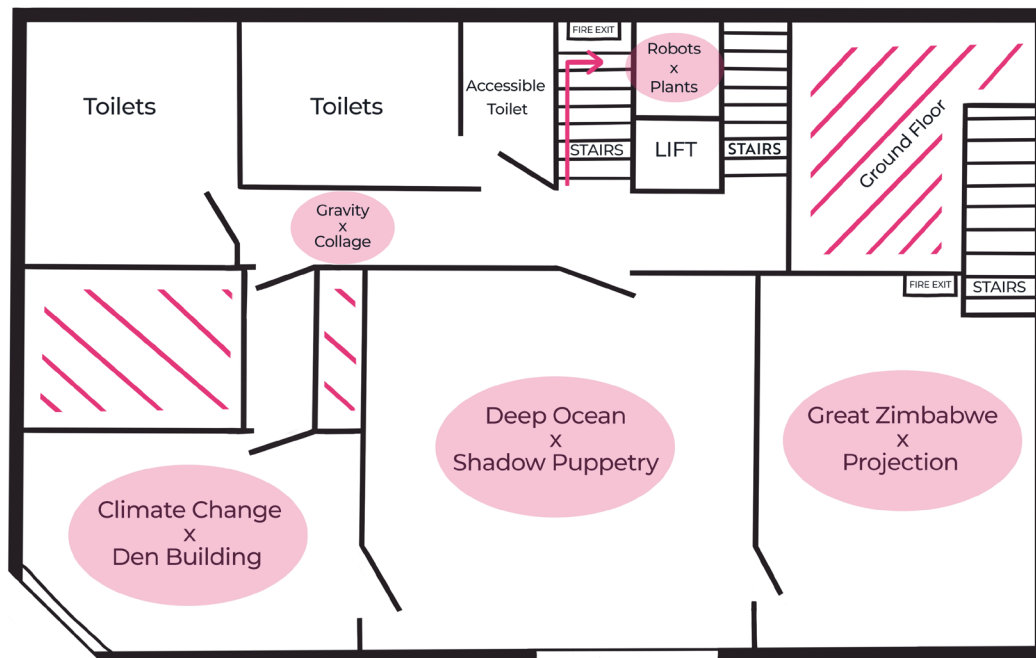 FIRE EXIT
Robots
x
Plants
Toilets
Toilets
Accessible
Toilet
STAIRS
LIFT
STAIRS
Ground Floor
Gravity
x
Collage
FIRE EXIT
STAIRS
Deep Ocean
x
Shadow Puppetry
Great Zimbabwe
x
Projection
Climate Change
x
Den Building